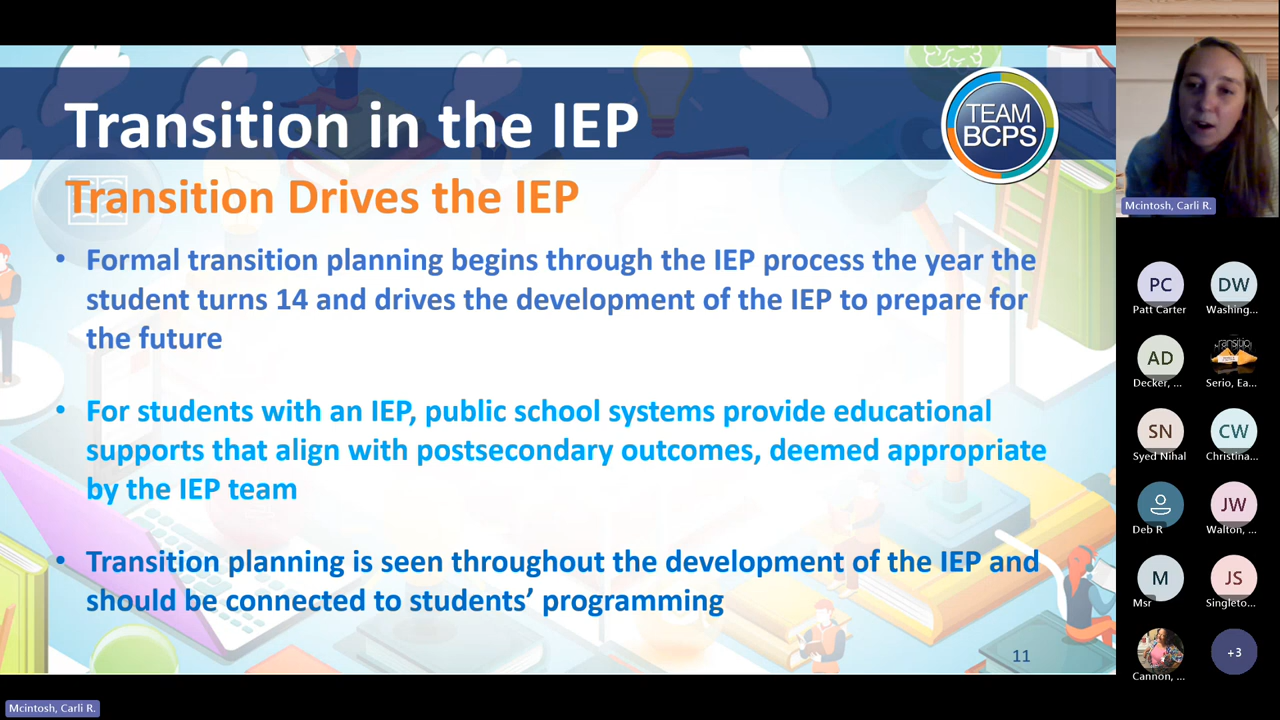 Transition in the IEP
TEAM
BCPS
Transition Drives the IEP
• Formal transition planning begins through the IEP process the year the
student turns 14 and drives the development of the IEP to prepare for
the future
• For students with an IEP, public school systems provide educational
supports that align with postsecondary outcomes, deemed appropriate
by the IEP team
• Transition planning is seen throughout the development of the IEP and
should be connected to students’ programming
11
Mcintosh, Carli R.
Mcintosh, Carli R.
PC
Patt Carter
DW
Washing...
AD
Decker, ...
Transition
Serio, Ea...
SN
Syed Nihal
CW
Christina...
Deb R
JW
Walton, ...
M
Msr
JS
Singleto...
Cannon, ...
+3